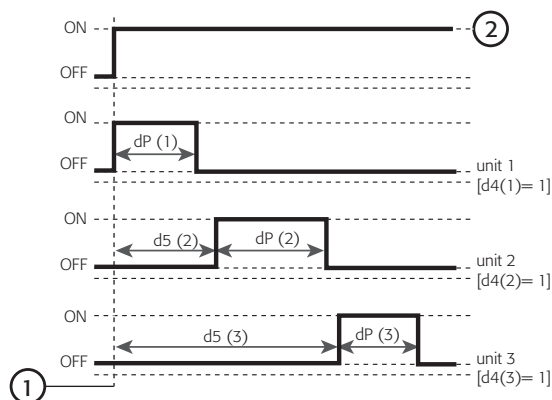 ON
2
OFF
ON
dP (1)
OFF
unit 1
[d4(1)= 1]
ON
d5 (2)
dP (2)
OFF
unit 2
[d4(2)= 1]
ON
d5 (3)
dP (3)
OFF
unit 3
[d4(3)= 1]
1